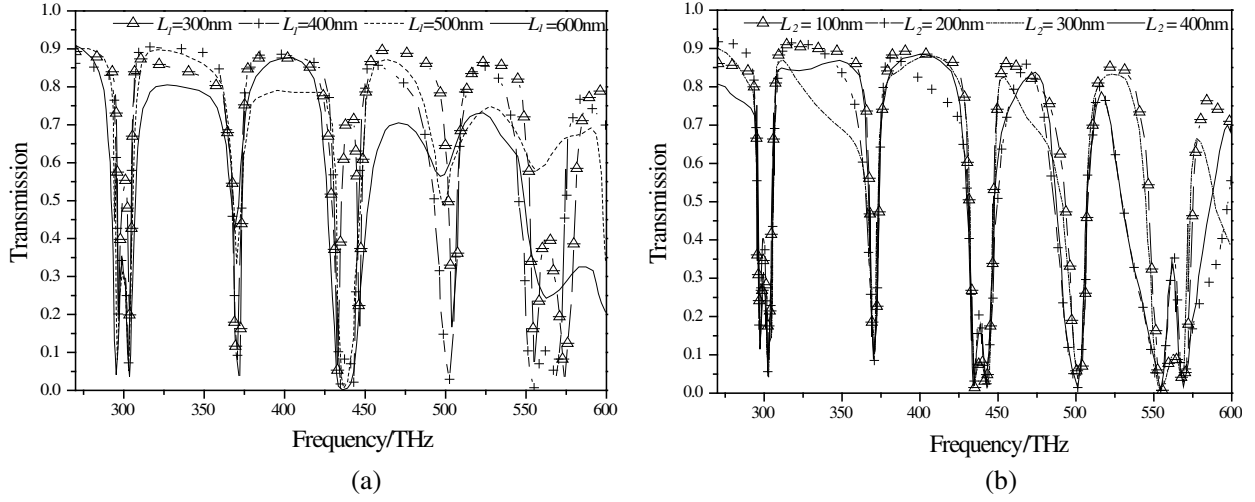 L1=300nm L1=400nm L1=500nm L1=600nm
1.0
0.9
0.8
0.7
0.6
0.5
0.4
0.3
0.2
0.1
0.0
Transmission
300 350 400 450 500 550 600
Frequency/THz
(a)
L2 = 100nm L2 = 200nm L2 = 300nm L2 = 400nm
1.0
0.9
0.8
0.7
0.6
0.5
0.4
0.3
0.2
0.1
0.0
Transmission
300 350 400 450 500 550 600
Frequency/THz
(b)